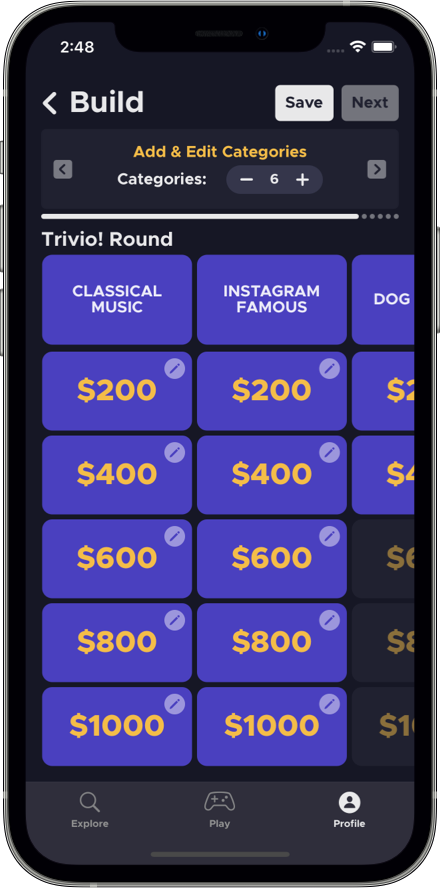 2:48
Build
Save
Next
Add & Edit Categories
Categories: − 6 +
Trivio! Round
CLASSICAL
MUSIC
INSTAGRAM
FAMOUS
DOG
$200
$200
$2
$400
$400
$4
$600
$600
$6
$800
$800
$8
$1000
$1000
$10
Explore
Play
Profile